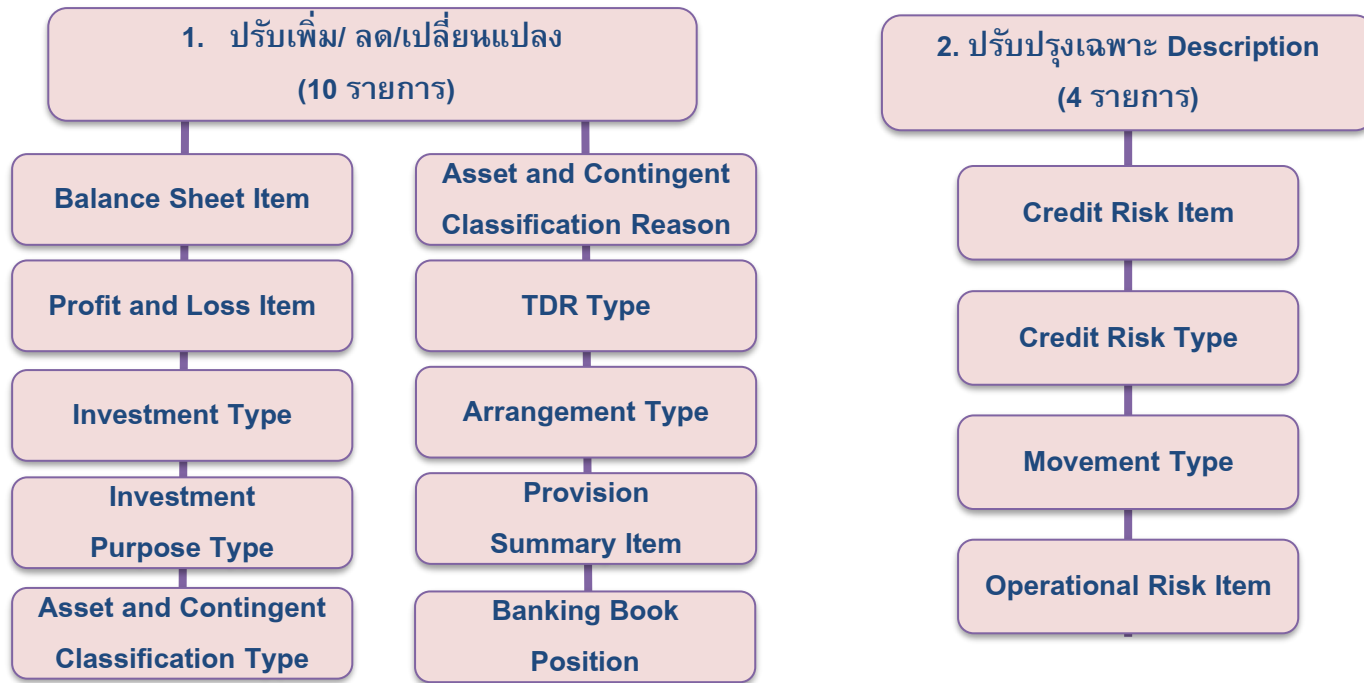 1. ปรับเพิ่ม/ ลด/เปลี่ยนแปลง
(10 รายการ)
Balance Sheet Item
Profit and Loss Item
Investment Type
Investment
Purpose Type
Asset and Contingent
Classification Type
Asset and Contingent
Classification Reason
TDR Type
Arrangement Type
Provision
Summary Item
Banking Book
Position
2. ปรับปรุงเฉพาะ Description
(4 รายการ)
Credit Risk Item
Credit Risk Type
Movement Type
Operational Risk Item